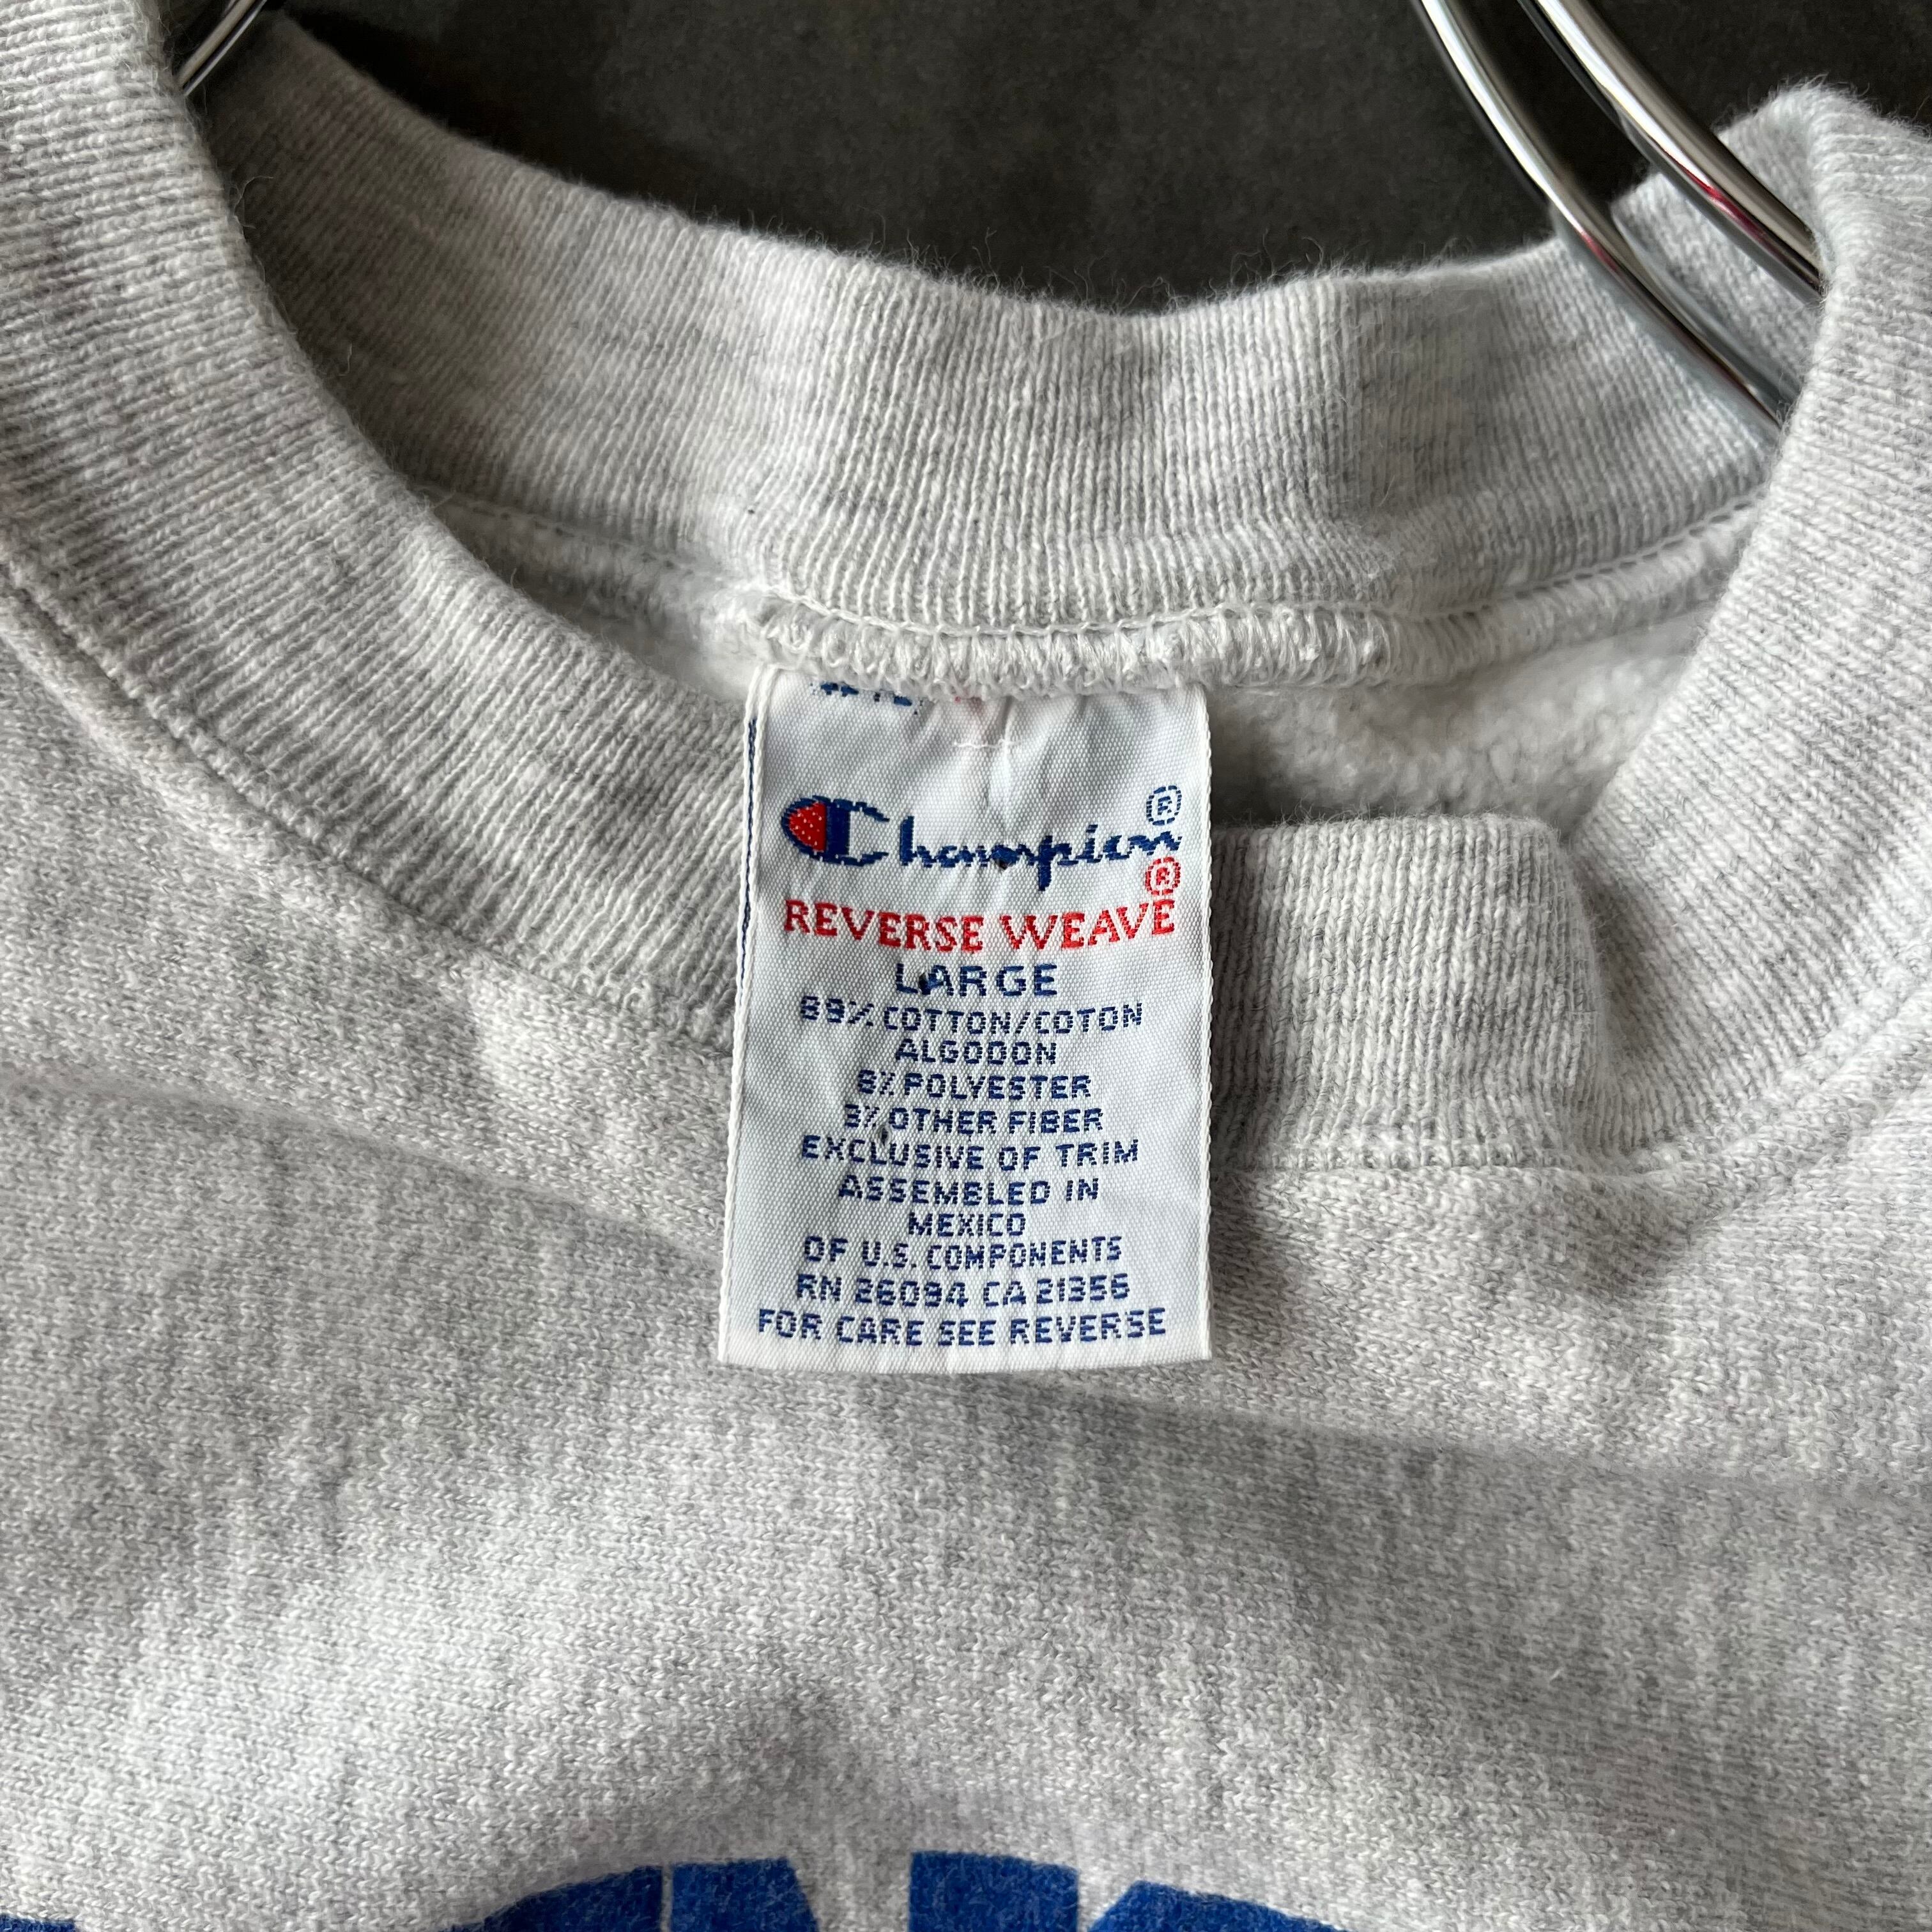 Champion®
REVERSE WEAVE®
LARGE
89% COTTON/COTON
ALGODON
8% POLYESTER
3% OTHER FIBER
EXCLUSIVE OF TRIM
ASSEMBLED IN
MEXICO
OF U.S. COMPONENTS
RN 26094 CA 21356
FOR CARE SEE REVERSE